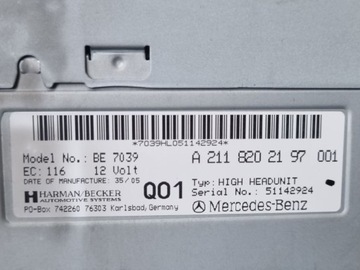 *7039HL051142924*
Model No.: BE 7039
A 211 820 21 97 001
EC: 116 12 Volt
DATE OF MANUFACTURE: 35/05
Q01
Typ: HIGH HEADUNIT
Serial No.: 51142924
HARMAN/BECKER
AUTOMOTIVE SYSTEMS
Mercedes-Benz
PO-Box 742260 76303 Karlsbad, Germany